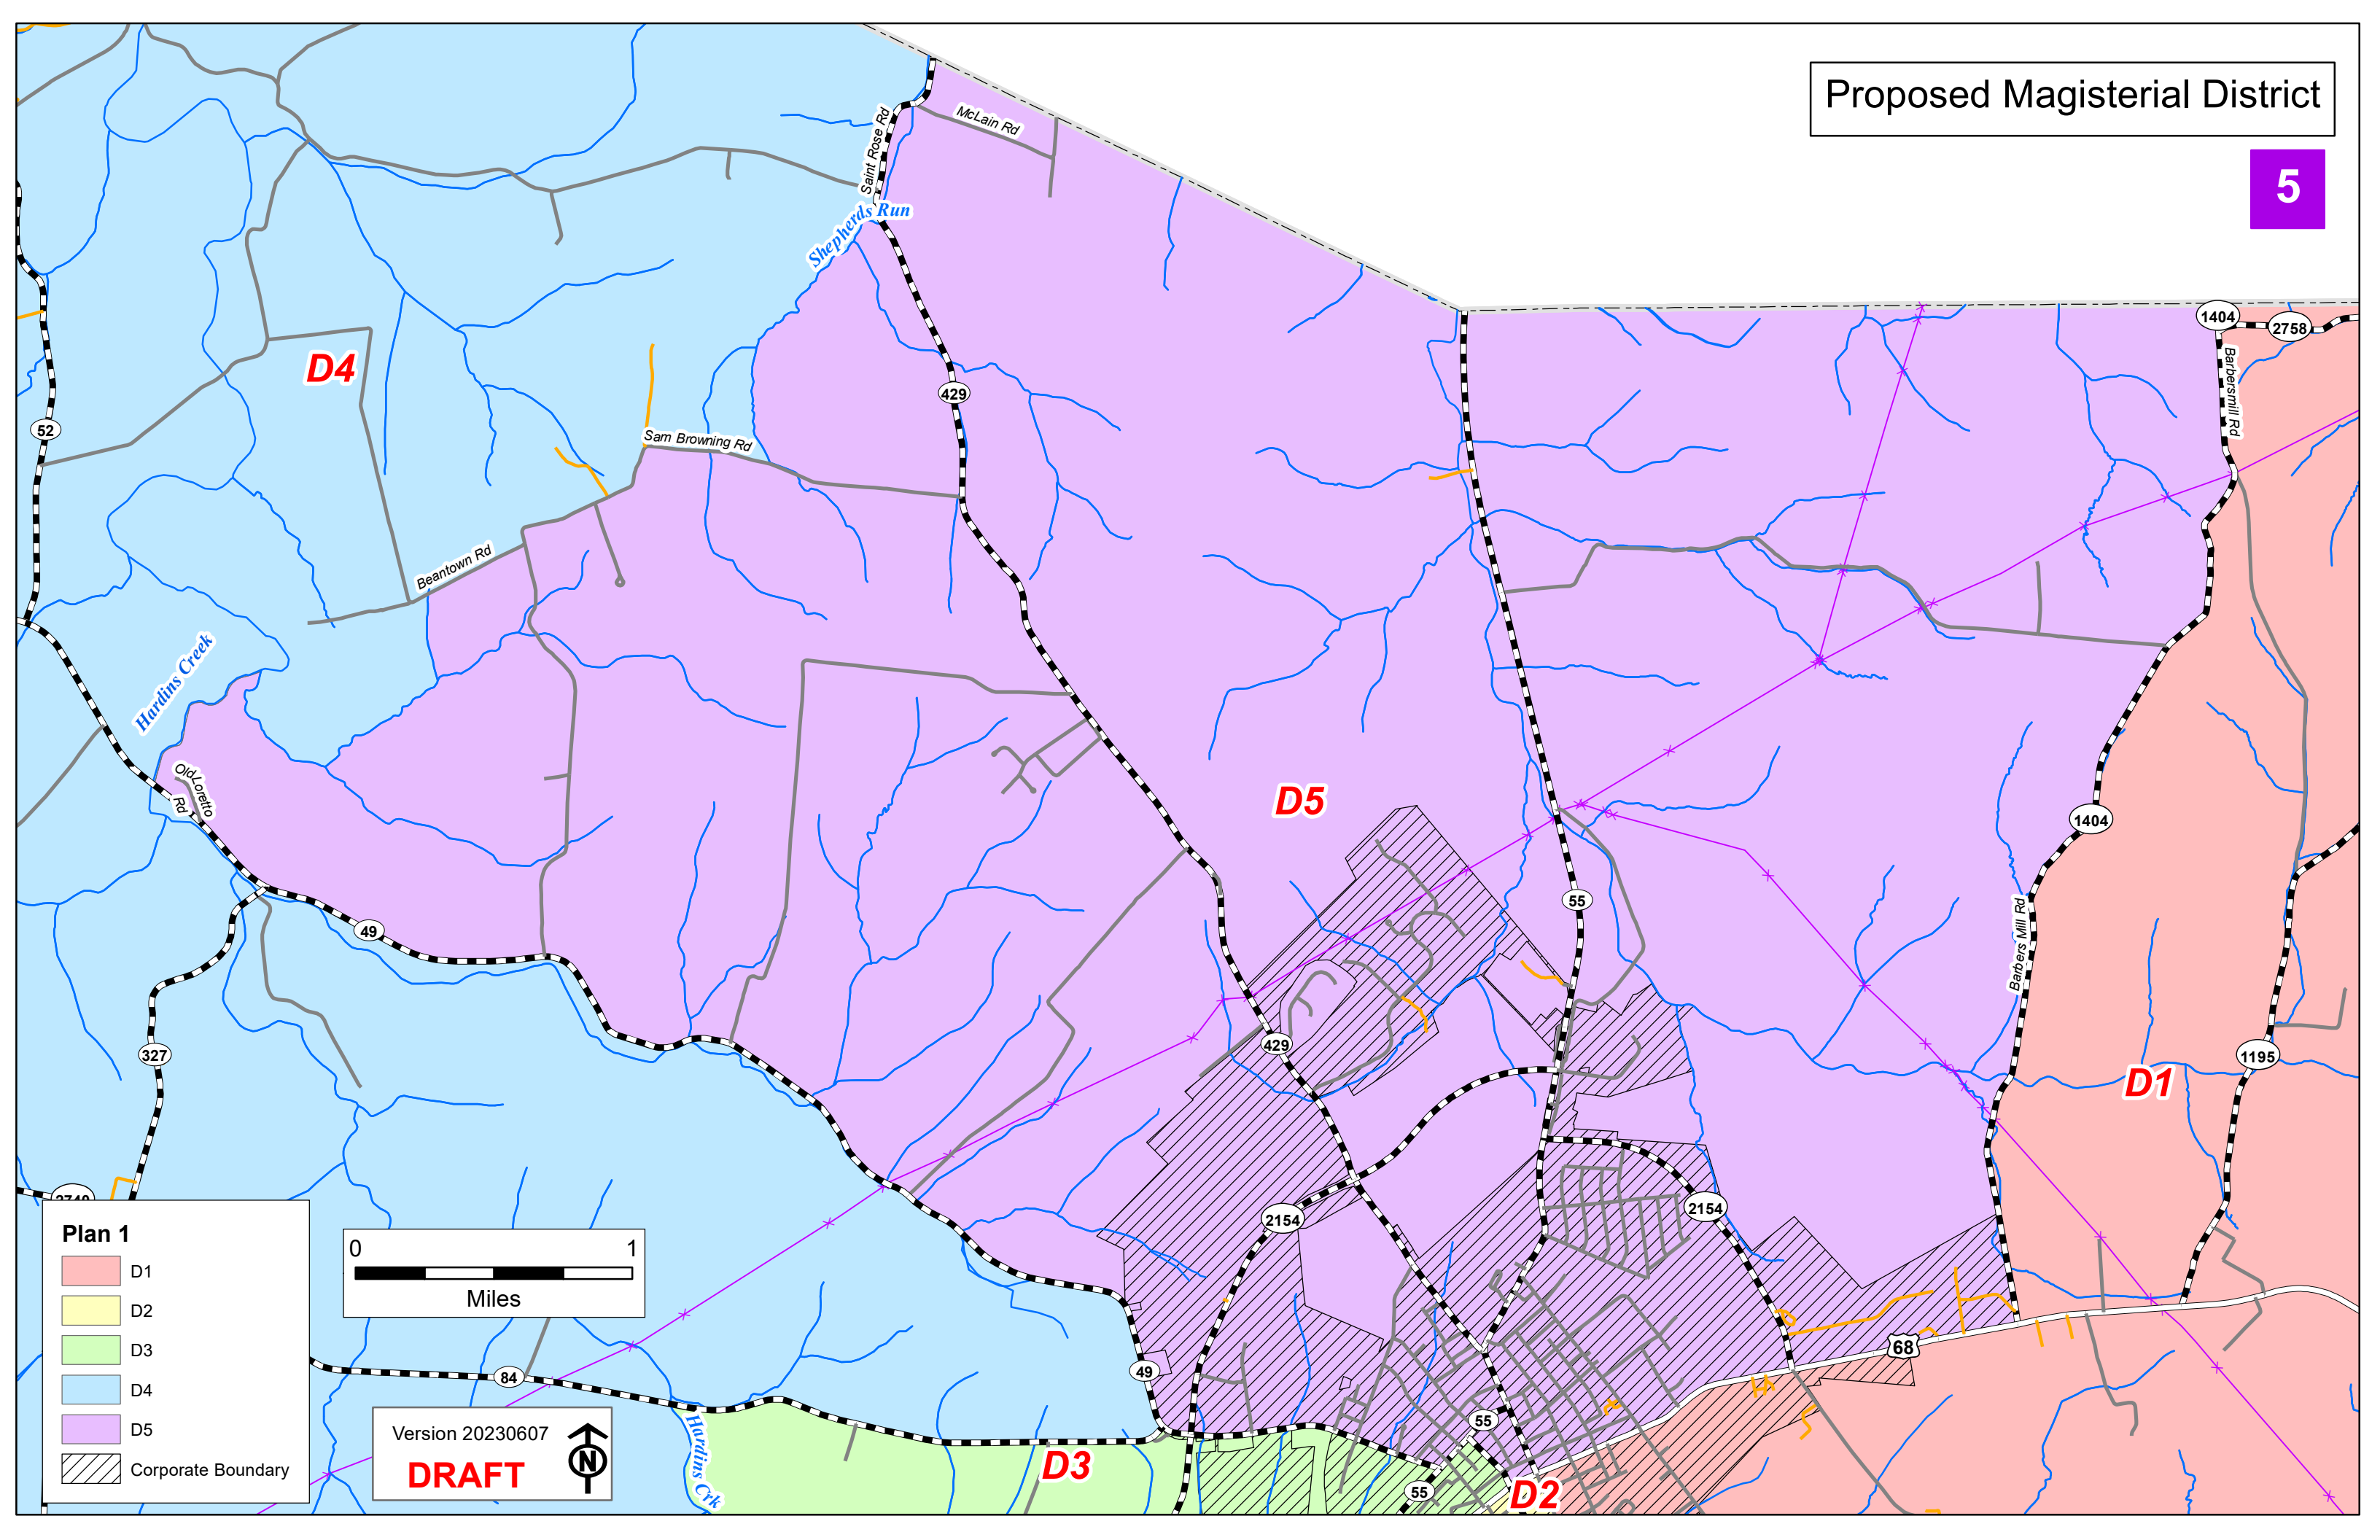 Proposed Magisterial District
5
McLain Rd
Saint Rose Rd
Shepherds Run
1404
2758
Barbersmill Rd
D4
429
52
Sam Browning Rd
Beantown Rd
Hardins Creek
Old Loretto
Rd
D5
1404
55
49
Barbers Mill Rd
327
429
1195
D1
2740
2154
2154
Plan 1
D1
D2
D3
D4
D5
Corporate Boundary
0 1
Miles
68
84
49
55
Version 20230607
DRAFT
N
Hardins Crk
D3
55
D2